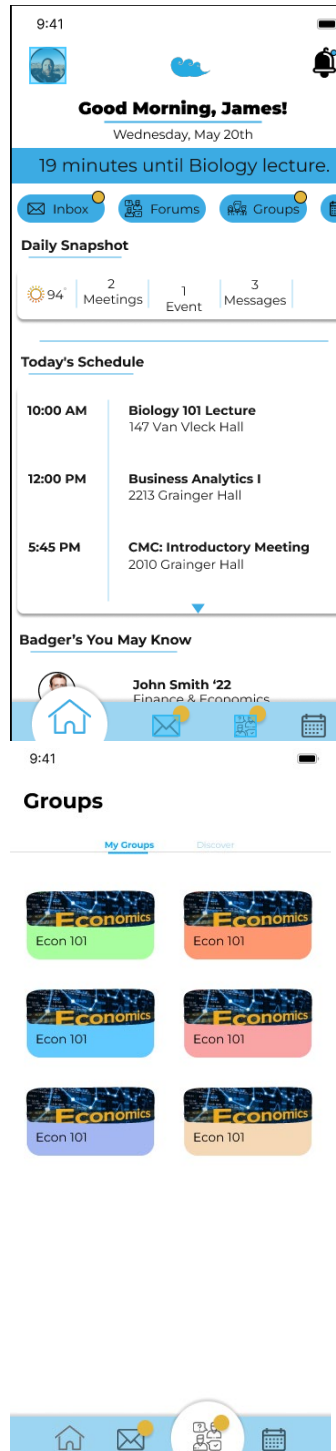 9:41
Good Morning, James!
Wednesday, May 20th
19 minutes until Biology lecture.
Inbox
Forums
Groups
Daily Snapshot
94°
2
Meetings
1
Event
3
Messages
Today's Schedule
10:00 AM
Biology 101 Lecture
147 Van Vleck Hall
12:00 PM
Business Analytics I
2213 Grainger Hall
5:45 PM
CMC: Introductory Meeting
2010 Grainger Hall
Badger's You May Know
John Smith ‘22
Finance & Economics
9:41
Groups
My Groups
Discover
Economics
Econ 101
Economics
Econ 101
Economics
Econ 101
Economics
Econ 101
Economics
Econ 101
Economics
Econ 101